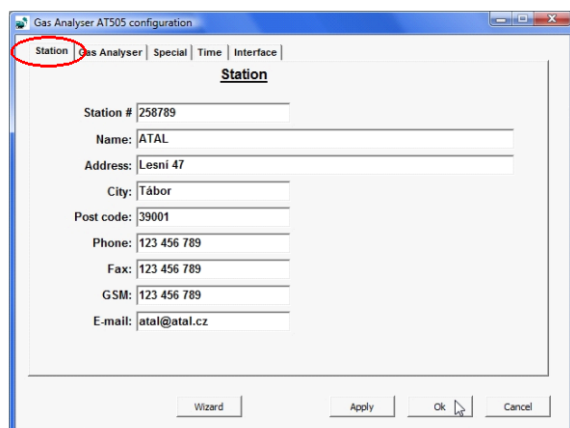 Gas Analyser AT505 configuration
Station Gas Analyser Special Time Interface
Station
Station # 258789
Name: ATAL
Address: Lesní 47
City: Tábor
Post code: 39001
Phone: 123 456 789
Fax: 123 456 789
GSM: 123 456 789
E-mail: atal@atal.cz
Wizard Apply Ok Cancel